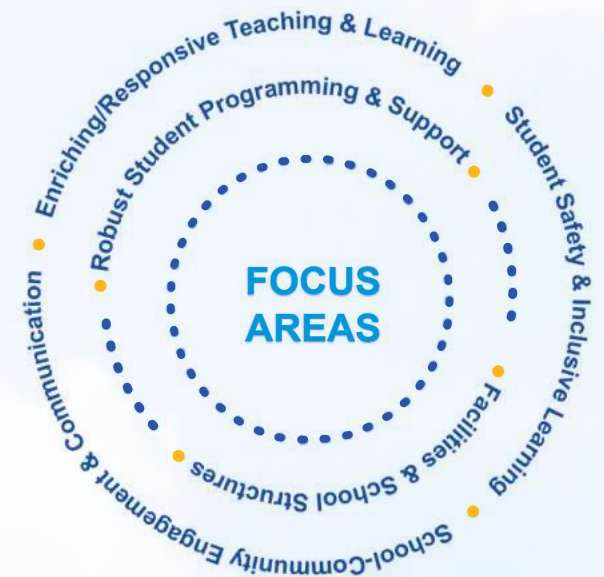 Enriching/Responsive Teaching & Learning
Student Safety & Inclusive Learning
School-Community Engagement & Communication
Robust Student Programming & Support
Facilities & School Structures
FOCUS
AREAS